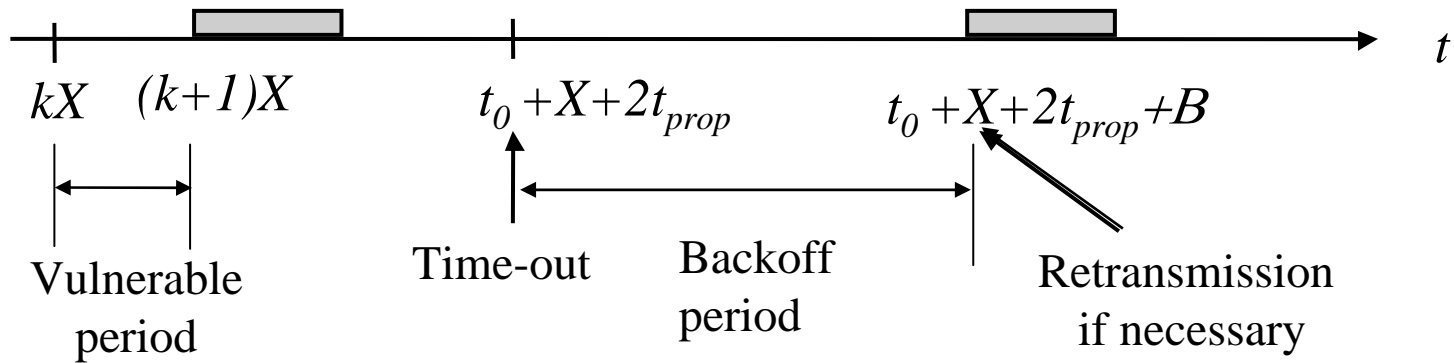 t
kX
(k+1)X
t₀ +X+2tₚᵣₒₚ
t₀ +X+2tₚᵣₒₚ+B
Vulnerable
period
Time-out
Backoff
period
Retransmission
if necessary